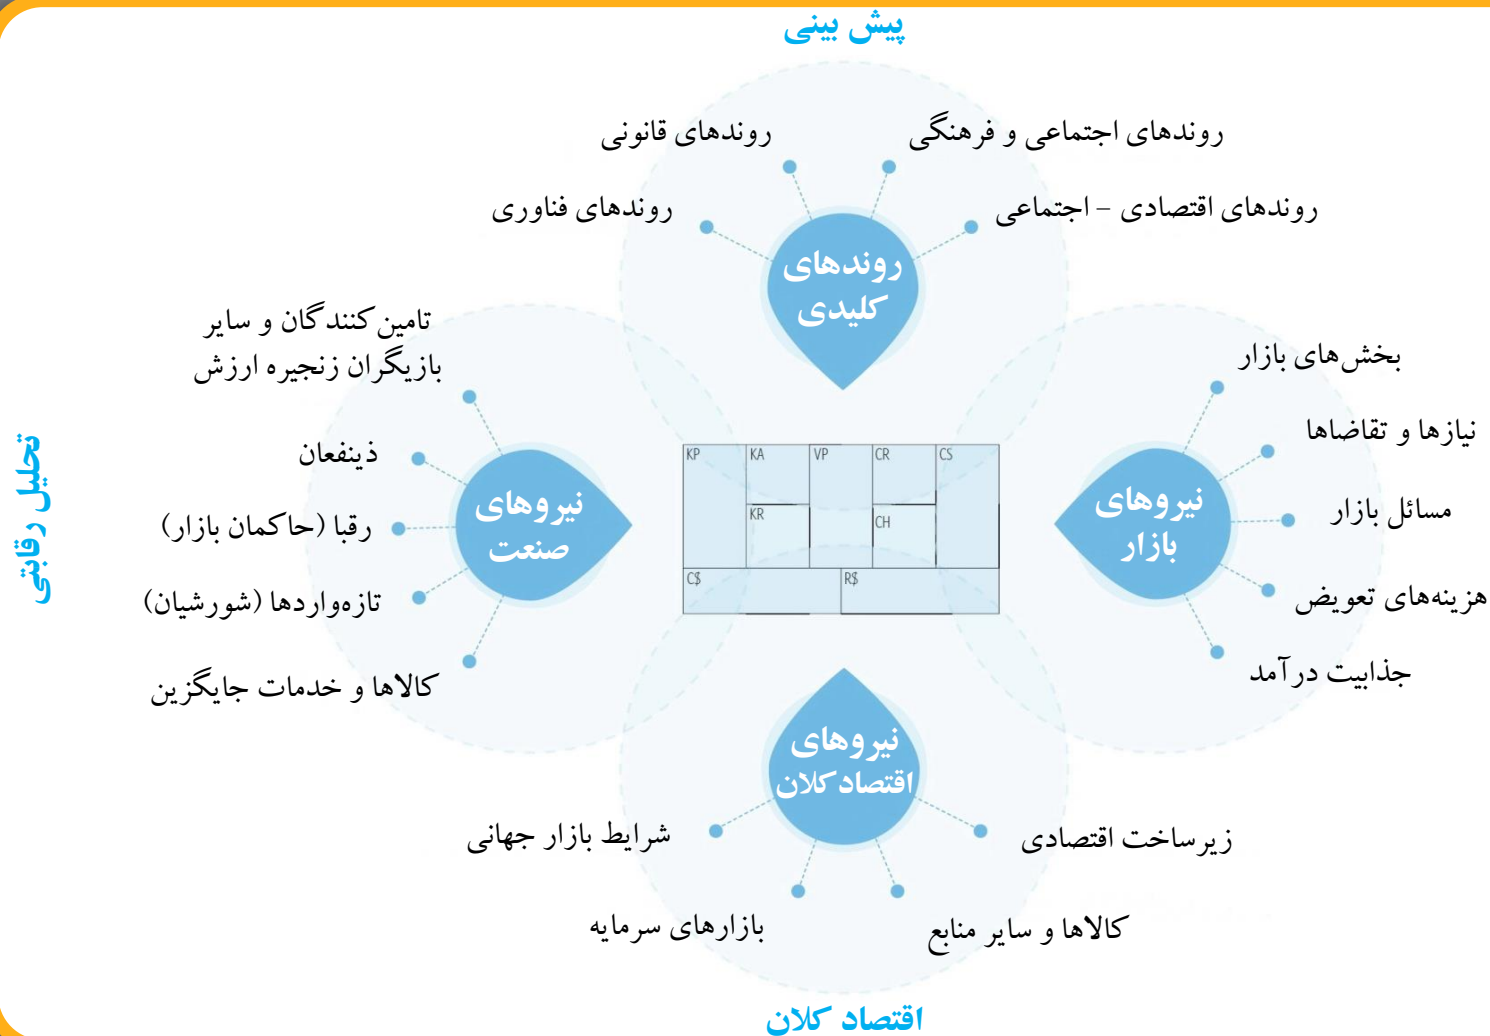 پیش بینی
روندهای اجتماعی و فرهنگی
روندهای قانونی
روندهای اقتصادی – اجتماعی
روندهای فناوری
روندهای
کلیدی
بخش‌های بازار
نیازها و تقاضاها
مسائل بازار
هزینه‌های تعویض
جذابیت درآمد
نیروهای
بازار
KP
KA
VP
CR
CS
KR
CH
C$
R$
تامین‌کنندگان و سایر
بازیگران زنجیره ارزش
ذینفعان
رقبا (حاکمان بازار)
تازه‌واردها (شورشیان)
کالاها و خدمات جایگزین
نیروهای
صنعت
تحلیل رقابتی
نیروهای
اقتصاد کلان
زیرساخت اقتصادی
شرایط بازار جهانی
کالاها و سایر منابع
بازارهای سرمایه
اقتصاد کلان